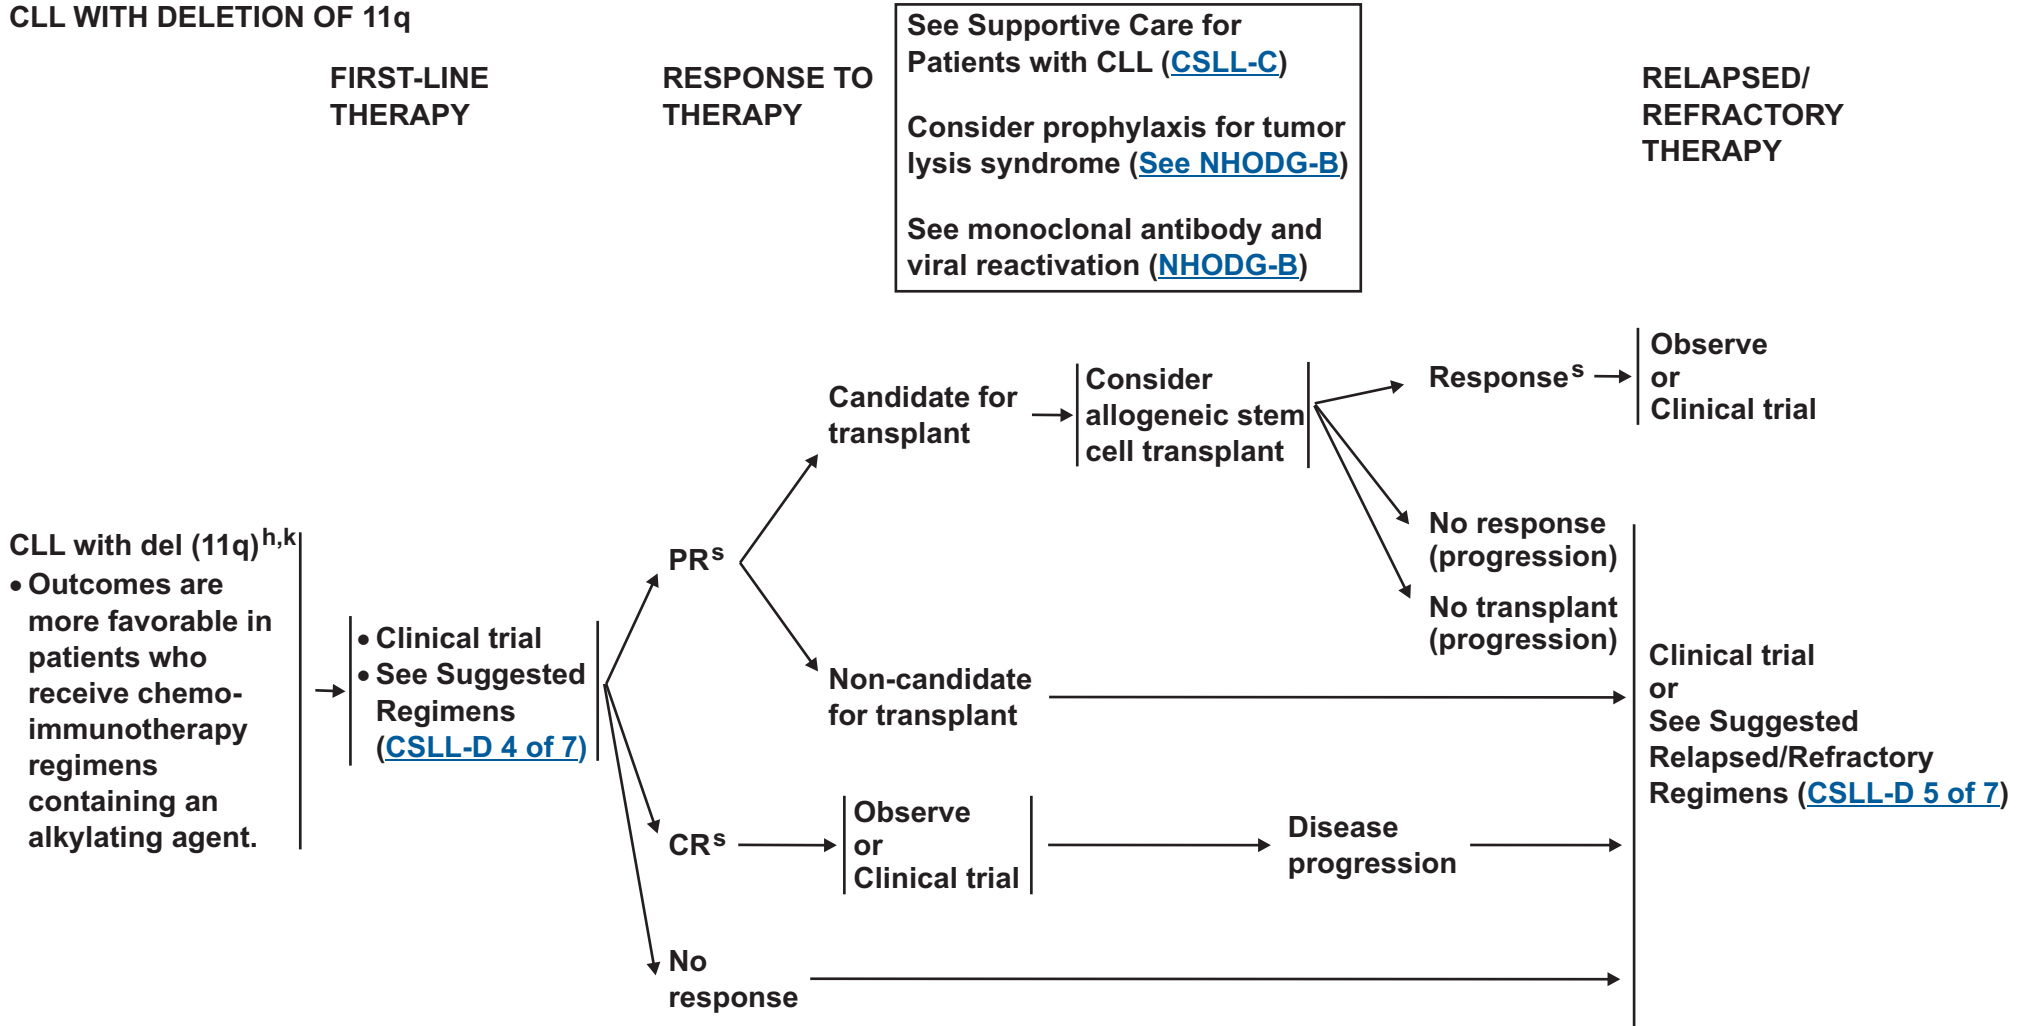 CLL WITH DELETION OF 11q
FIRST-LINE
THERAPY
RESPONSE TO
THERAPY
See Supportive Care for
Patients with CLL (CSLL-C)
Consider prophylaxis for tumor
lysis syndrome (See NHODG-B)
See monoclonal antibody and
viral reactivation (NHODG-B)
RELAPSED/
REFRACTORY
THERAPY
CLL with del (11q)h,k
• Outcomes are
more favorable in
patients who
receive chemo-
immunotherapy
regimens
containing an
alkylating agent.
• Clinical trial
• See Suggested
Regimens
(CSLL-D 4 of 7)
PRs
Candidate for
transplant
Consider
allogeneic stem
cell transplant
Responses
Observe
or
Clinical trial
No response
(progression)
No transplant
(progression)
Non-candidate
for transplant
CRs
Observe
or
Clinical trial
Disease
progression
No
response
Clinical trial
or
See Suggested
Relapsed/Refractory
Regimens (CSLL-D 5 of 7)